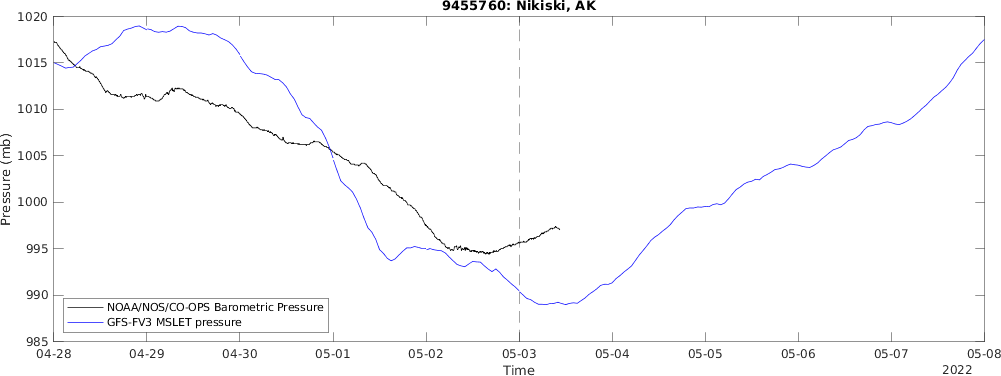 9455760: Nikiski, AK
1020
1015
1010
1005
1000
995
990
985
Pressure (mb)
NOAA/NOS/CO-OPS Barometric Pressure
GFS-FV3 MSLET pressure
04-28 04-29 04-30 05-01 05-02 05-03 05-04 05-05 05-06 05-07 05-08
Time
2022